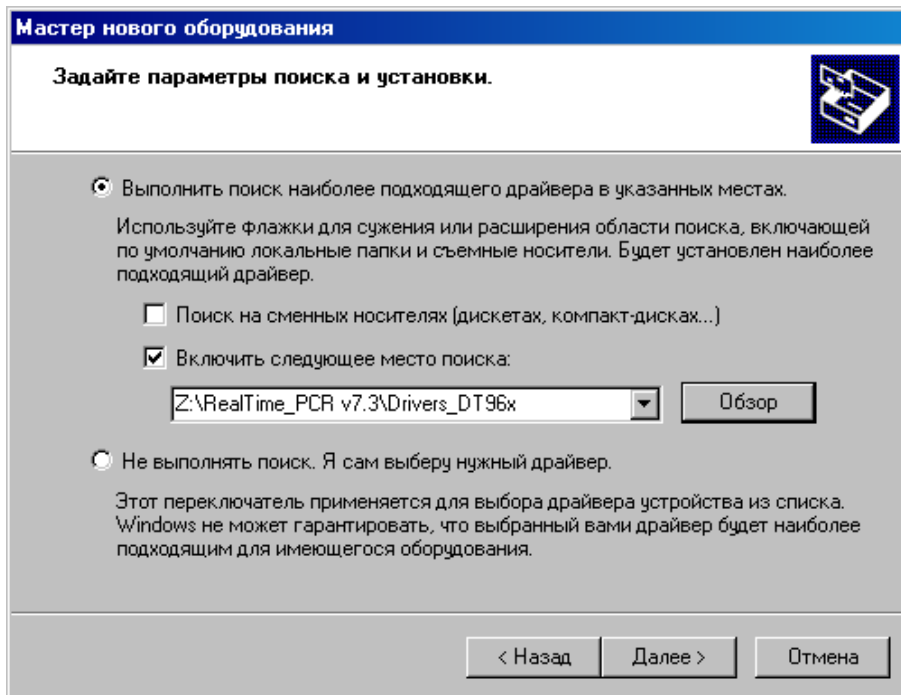 Мастер нового оборудования
Задайте параметры поиска и установки.
Выполнить поиск наиболее подходящего драйвера в указанных местах.
Используйте флажки для сужения или расширения области поиска, включающей
по умолчанию локальные папки и съемные носители. Будет установлен наиболее
подходящий драйвер.
Поиск на сменных носителях (дискетах, компакт-дисках...)
Включить следующее место поиска:
Z:\RealTime_PCR v7.3\Drivers_DT96x
Обзор
Не выполнять поиск. Я сам выберу нужный драйвер.
Этот переключатель применяется для выбора драйвера устройства из списка.
Windows не может гарантировать, что выбранный вами драйвер будет наиболее
подходящим для имеющегося оборудования.
< Назад
Далее >
Отмена